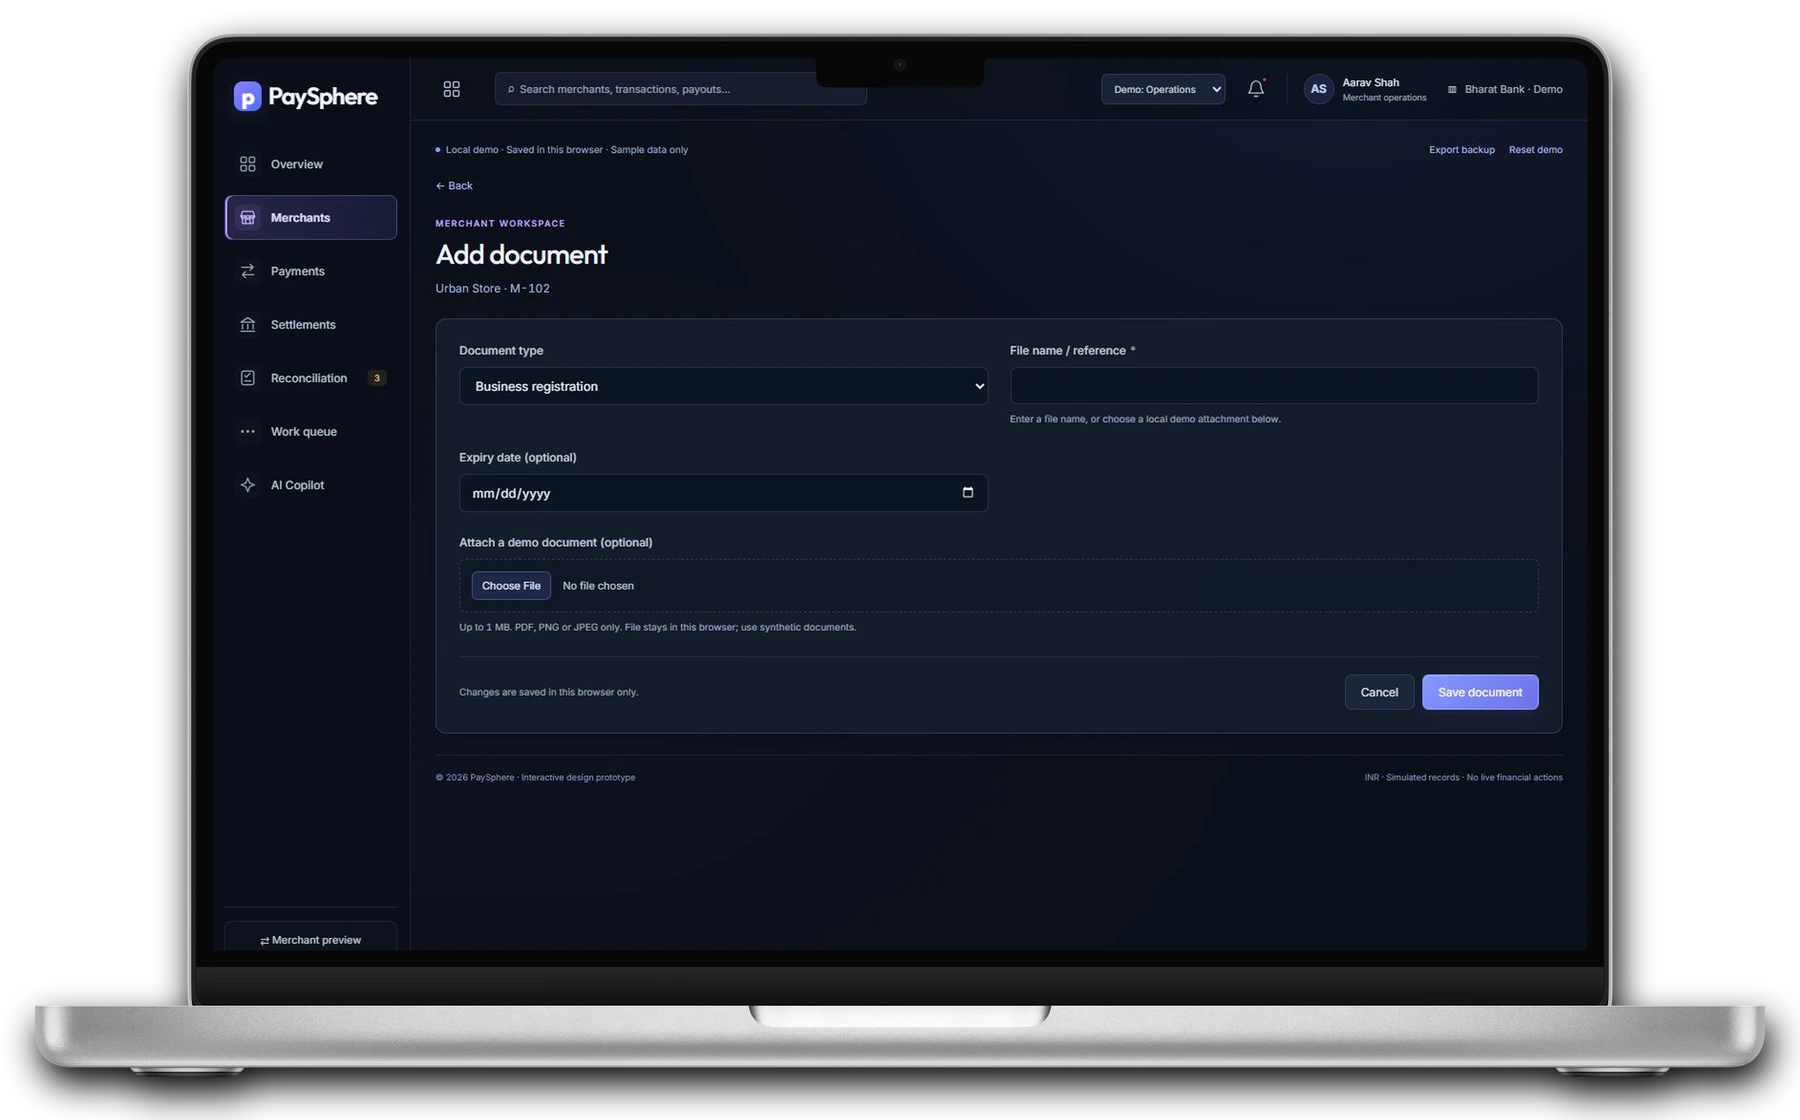 PaySphere
Overview
Merchants
Payments
Settlements
Reconciliation 3
Work queue
AI Copilot
Merchant preview
Search merchants, transactions, payouts...
Demo: Operations
AS
Aarav Shah
Merchant operations
Bharat Bank · Demo
Local demo · Saved in this browser · Sample data only
Export backup
Reset demo
← Back
MERCHANT WORKSPACE
Add document
Urban Store · M-102
Document type
Business registration
File name / reference *
Enter a file name, or choose a local demo attachment below.
Expiry date (optional)
mm/dd/yyyy
Attach a demo document (optional)
Choose File No file chosen
Up to 1 MB. PDF, PNG or JPEG only. File stays in this browser; use synthetic documents.
Changes are saved in this browser only.
Cancel
Save document
© 2026 PaySphere · Interactive design prototype
INR · Simulated records · No live financial actions